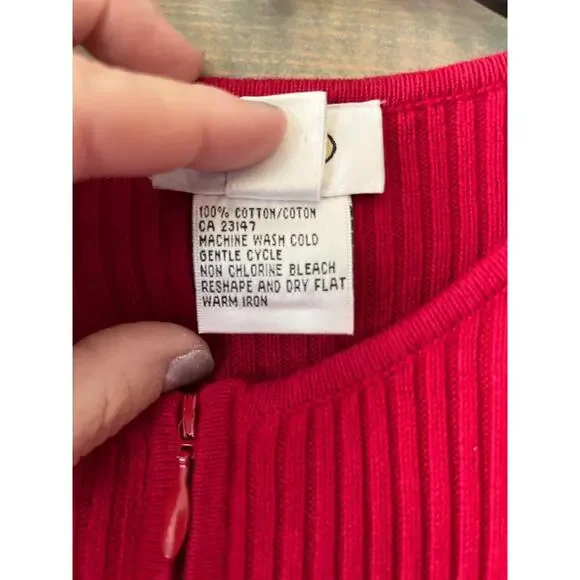 100% COTTON/COTON
CA 23147
MACHINE WASH COLD
GENTLE CYCLE
NON CHLORINE BLEACH
RESHAPE AND DRY FLAT
WARM IRON